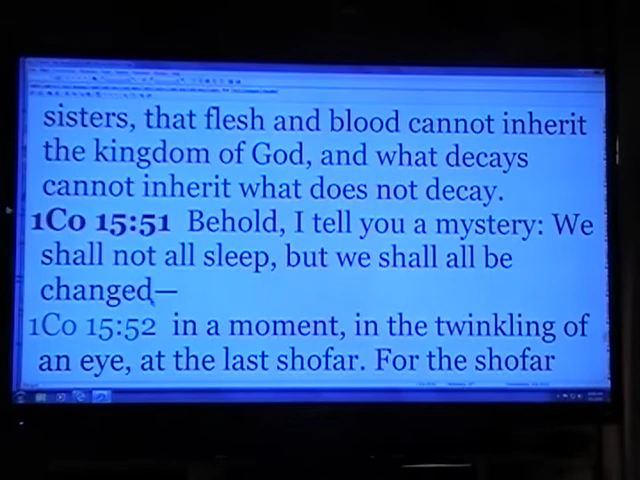 sisters, that flesh and blood cannot inherit
the kingdom of God, and what decays
cannot inherit what does not decay.
1Co 15:51 Behold, I tell you a mystery: We
shall not all sleep, but we shall all be
changed—
1Co 15:52 in a moment, in the twinkling of
an eye, at the last shofar. For the shofar